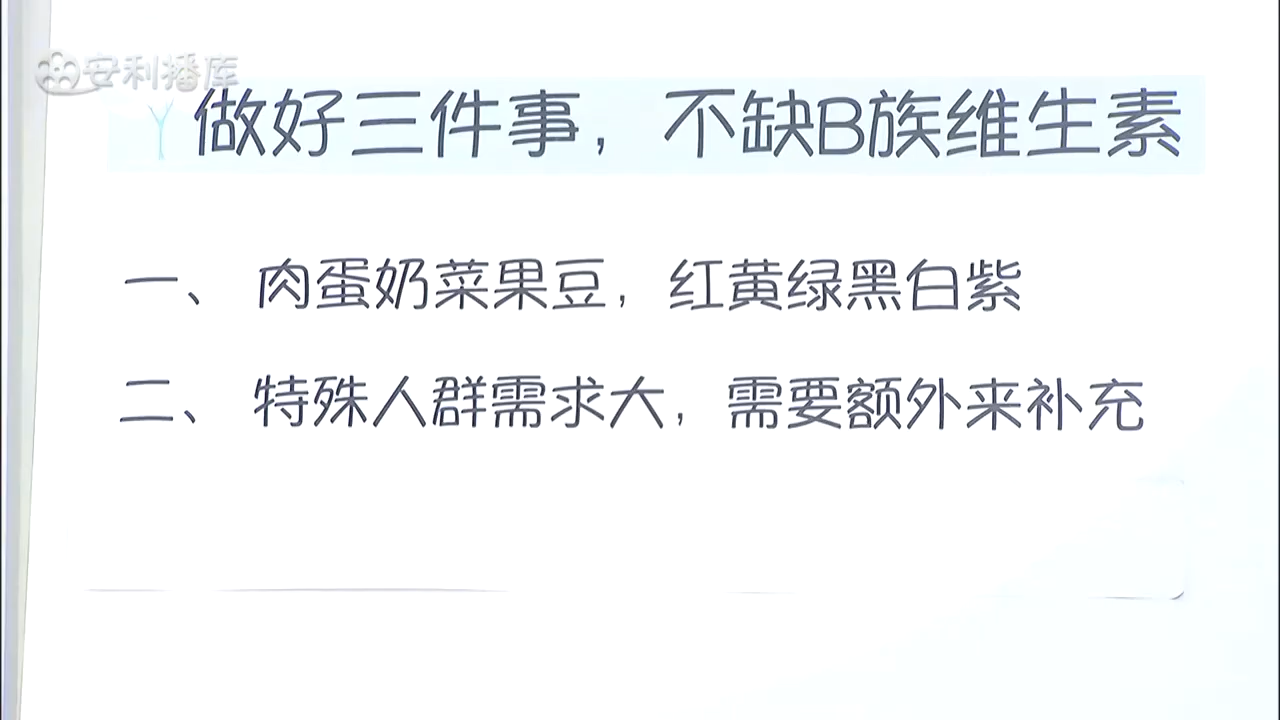 安利播库
做好三件事，不缺B族维生素
一、 肉蛋奶菜果豆，红黄绿黑白紫
二、 特殊人群需求大，需要额外来补充